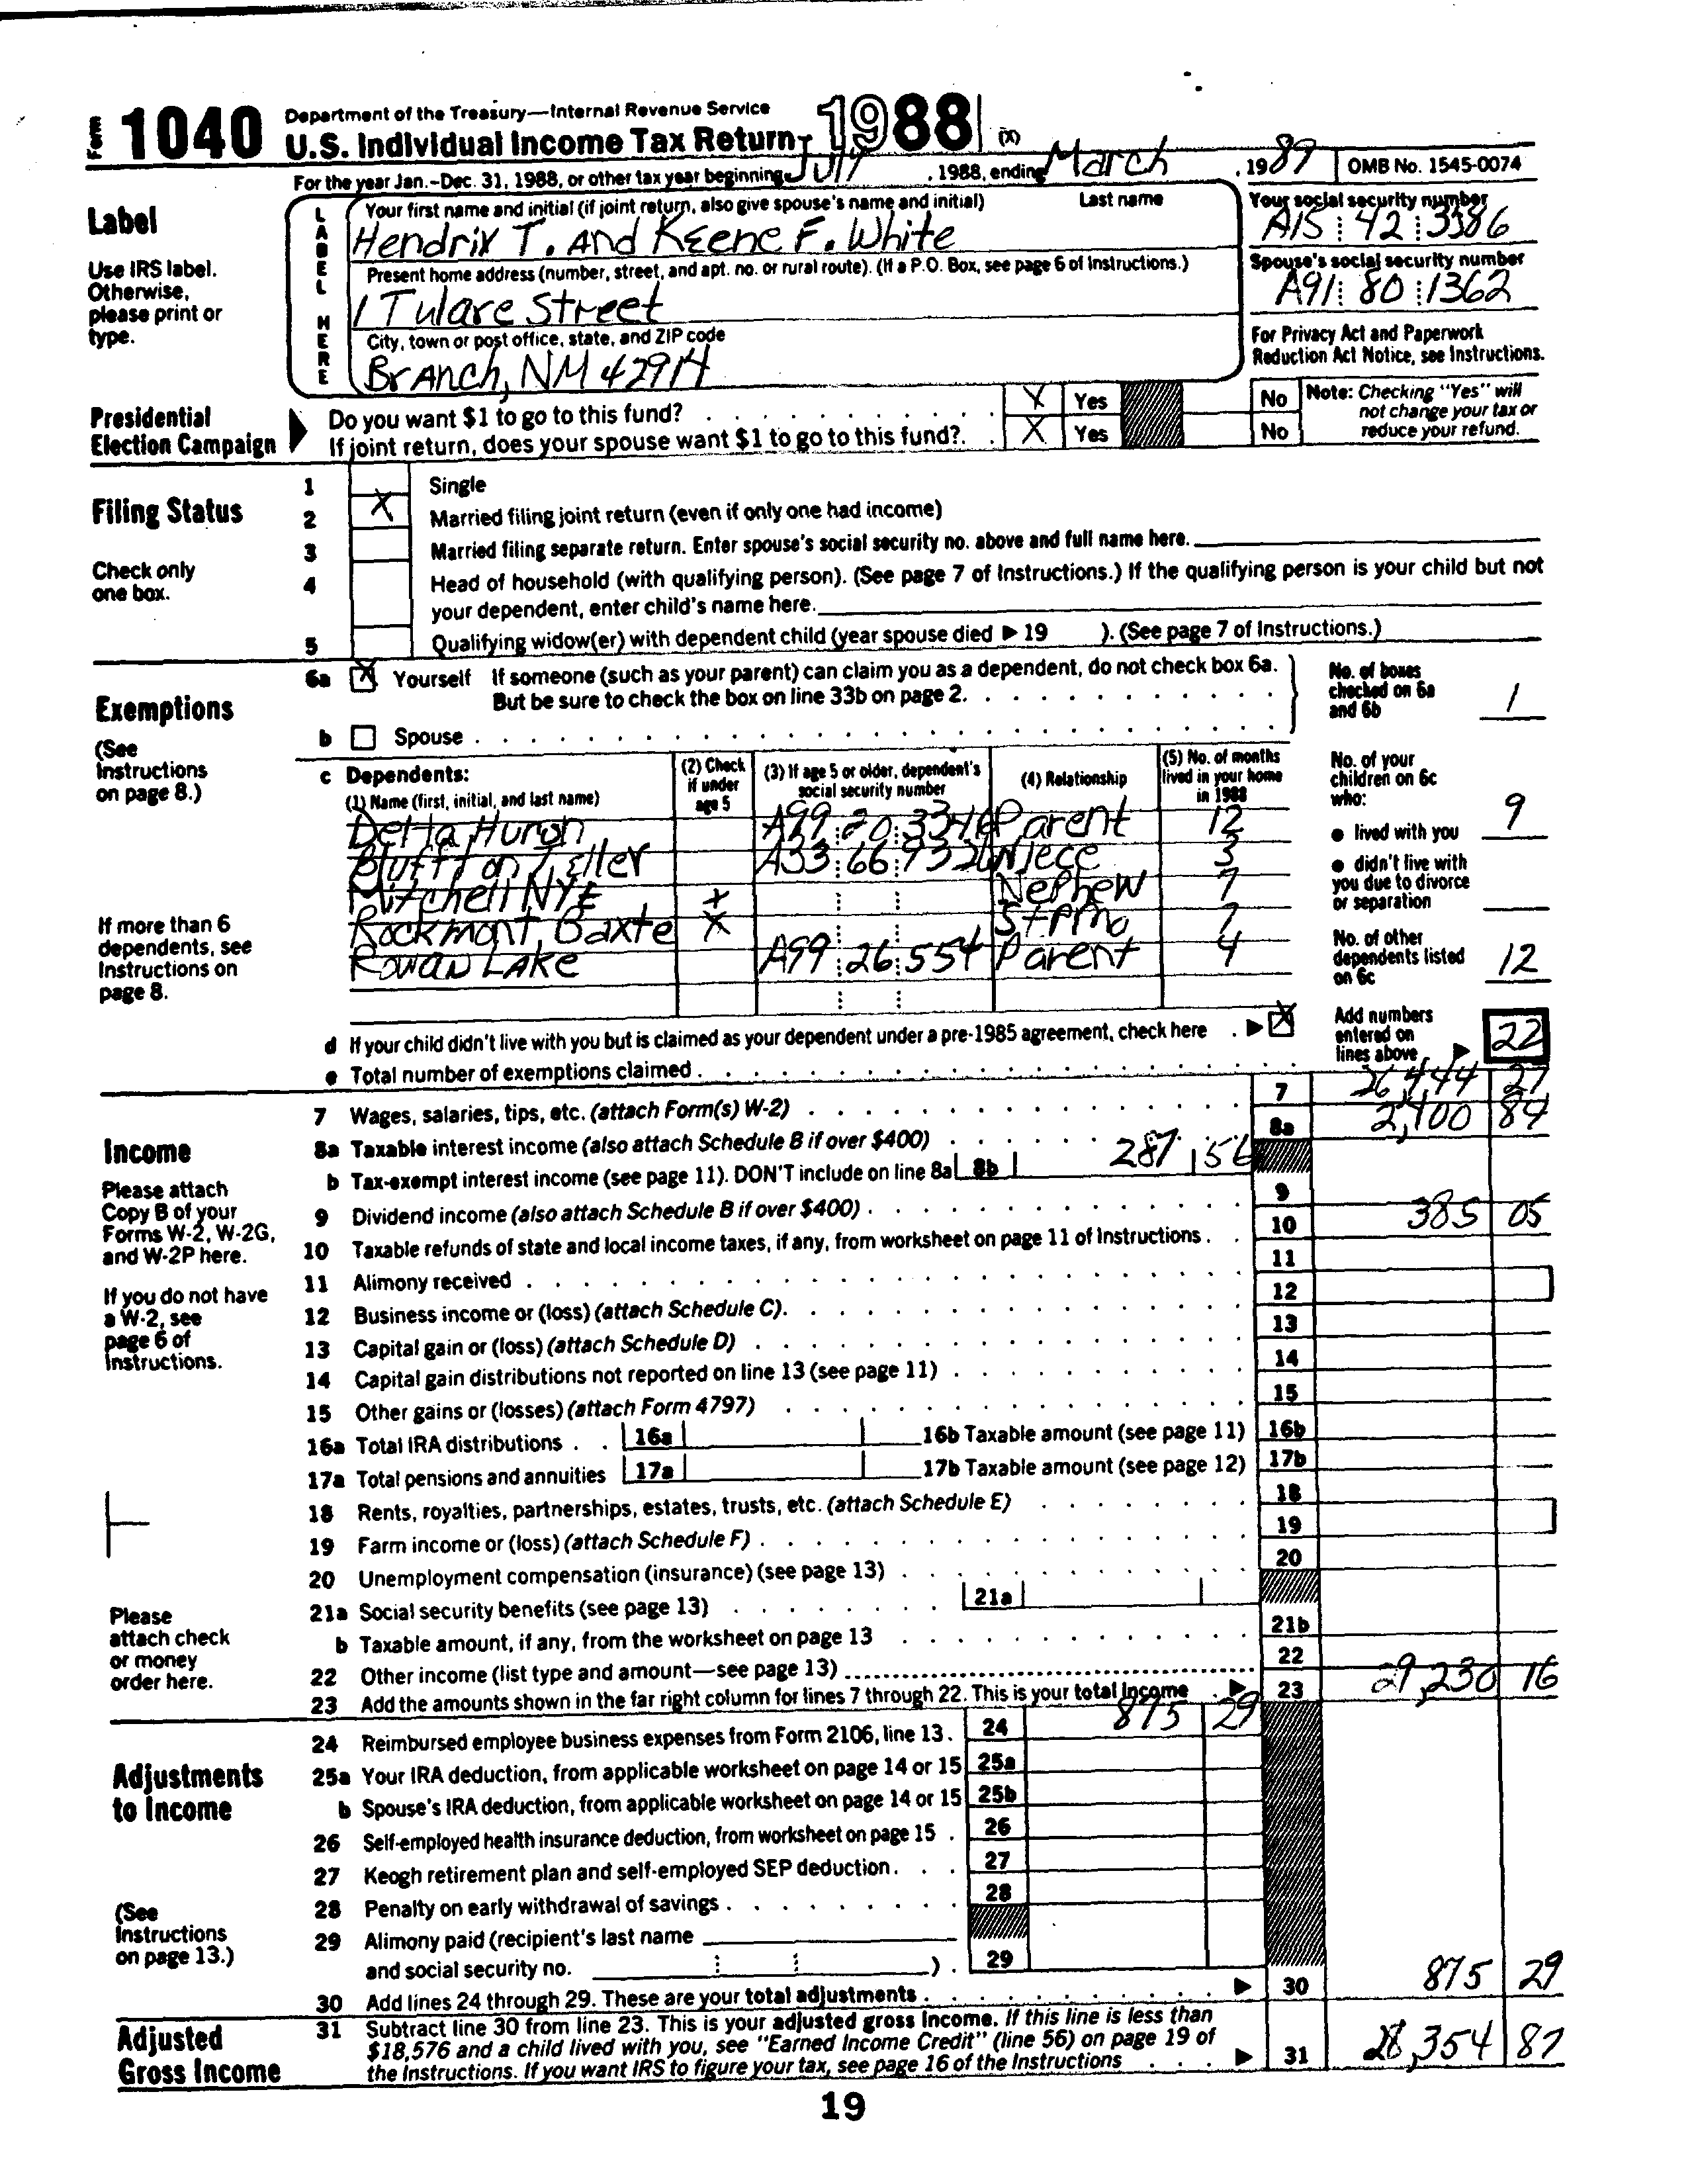 Form 1040 Department of the Treasury—Internal Revenue Service
U.S. Individual Income Tax Return 1988 (X)
For the year Jan.-Dec. 31, 1988, or other tax year beginning July , 1988, ending March , 1989 OMB No. 1545-0074
Label
Use IRS label.
Otherwise,
please print or
type.
LABEL HERE
Your first name and initial (if joint return, also give spouse's name and initial) Last name
Hendrix T. And Keene F. White
Present home address (number, street, and apt. no. or rural route). (If a P.O. Box, see page 6 of Instructions.)
1 Tulare Street
City, town or post office, state, and ZIP code
Branch, NM 42914
Your social security number
A15 42 3386
Spouse's social security number
A91 80 1362
For Privacy Act and Paperwork
Reduction Act Notice, see Instructions.
Presidential
Election Campaign
Do you want $1 to go to this fund? X Yes No
If joint return, does your spouse want $1 to go to this fund?. X Yes No
Note: Checking "Yes" will
not change your tax or
reduce your refund.
Filing Status
Check only
one box.
1 Single
2 X Married filing joint return (even if only one had income)
3 Married filing separate return. Enter spouse's social security no. above and full name here.
4 Head of household (with qualifying person). (See page 7 of Instructions.) If the qualifying person is your child but not
your dependent, enter child's name here.
5 Qualifying widow(er) with dependent child (year spouse died ▶ 19 ). (See page 7 of Instructions.)
Exemptions
(See
Instructions
on page 8.)
6a X Yourself If someone (such as your parent) can claim you as a dependent, do not check box 6a.
But be sure to check the box on line 33b on page 2.
b Spouse
No. of boxes
checked on 6a
and 6b 1
c Dependents:
(1) Name (first, initial, and last name)
(2) Check
if under
age 5
(3) If age 5 or older, dependent's
social security number
(4) Relationship
(5) No. of months
lived in your home
in 1988
Delta Huron A99 20 3346 Parent 12
Bluffton Zeller A33 66 9326 Niece 3
Mitchell NYE + Nephew 7
Rockmont Baxte X Stpmo 7
Rowan Lake A99 26 554 Parent 4
If more than 6
dependents, see
Instructions on
page 8.
No. of your
children on 6c
who:
● lived with you 9
● didn't live with
you due to divorce
or separation
No. of other
dependents listed
on 6c 12
d If your child didn't live with you but is claimed as your dependent under a pre-1985 agreement, check here ▶ X
e Total number of exemptions claimed
Add numbers
entered on
lines above ▶ 22
Income
Please attach
Copy B of your
Forms W-2, W-2G,
and W-2P here.
If you do not have
a W-2, see
page 6 of
Instructions.
Please
attach check
or money
order here.
7 Wages, salaries, tips, etc. (attach Form(s) W-2) 7 26,444 27
8a Taxable interest income (also attach Schedule B if over $400) 8a 2,400 84
b Tax-exempt interest income (see page 11). DON'T include on line 8a 8b 287 56
9 Dividend income (also attach Schedule B if over $400) 9
10 Taxable refunds of state and local income taxes, if any, from worksheet on page 11 of Instructions 10 385 05
11 Alimony received 11
12 Business income or (loss) (attach Schedule C) 12
13 Capital gain or (loss) (attach Schedule D) 13
14 Capital gain distributions not reported on line 13 (see page 11) 14
15 Other gains or (losses) (attach Form 4797) 15
16a Total IRA distributions 16a 16b Taxable amount (see page 11) 16b
17a Total pensions and annuities 17a 17b Taxable amount (see page 12) 17b
18 Rents, royalties, partnerships, estates, trusts, etc. (attach Schedule E) 18
19 Farm income or (loss) (attach Schedule F) 19
20 Unemployment compensation (insurance) (see page 13) 20
21a Social security benefits (see page 13) 21a
b Taxable amount, if any, from the worksheet on page 13 21b
22 Other income (list type and amount—see page 13) 22
23 Add the amounts shown in the far right column for lines 7 through 22. This is your total income ▶ 23 29,230 16
Adjustments
to Income
(See
Instructions
on page 13.)
24 Reimbursed employee business expenses from Form 2106, line 13. 24 875 29
25a Your IRA deduction, from applicable worksheet on page 14 or 15 25a
b Spouse's IRA deduction, from applicable worksheet on page 14 or 15 25b
26 Self-employed health insurance deduction, from worksheet on page 15 26
27 Keogh retirement plan and self-employed SEP deduction 27
28 Penalty on early withdrawal of savings 28
29 Alimony paid (recipient's last name
and social security no. ) 29
30 Add lines 24 through 29. These are your total adjustments ▶ 30 875 29
Adjusted
Gross Income
31 Subtract line 30 from line 23. This is your adjusted gross income. If this line is less than
$18,576 and a child lived with you, see "Earned Income Credit" (line 56) on page 19 of
the Instructions. If you want IRS to figure your tax, see page 16 of the Instructions ▶ 31 28,354 87
19